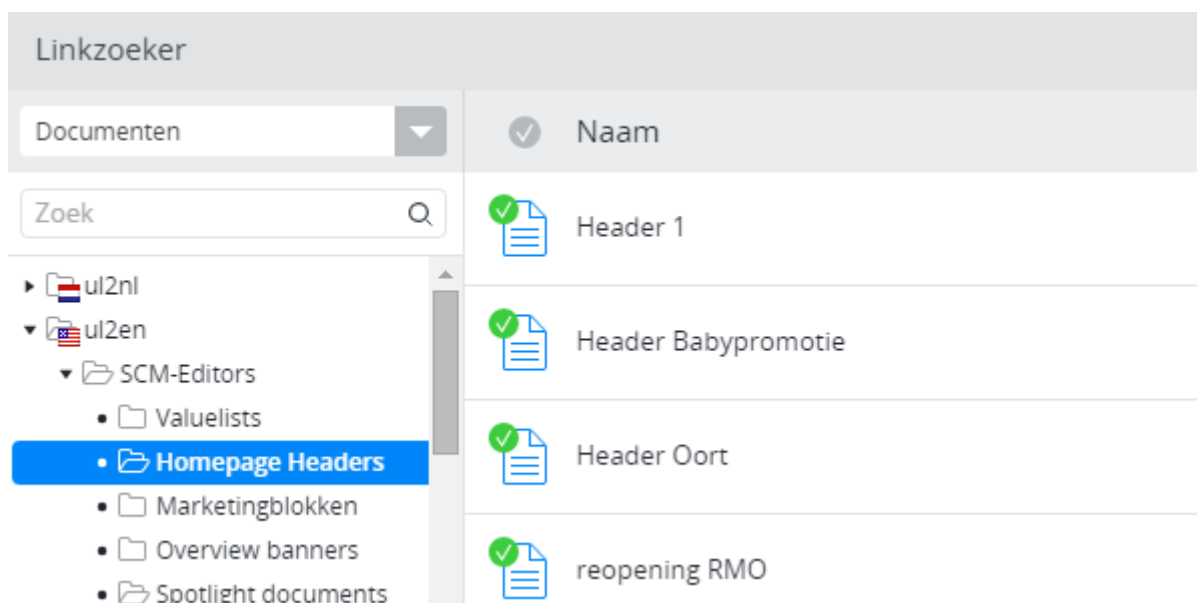 Linkzoeker
Documenten
Zoek
ul2nl
ul2en
SCM-Editors
Valuelists
Homepage Headers
Marketingblokken
Overview banners
Spotlight documents
Naam
Header 1
Header Babypromotie
Header Oort
reopening RMO